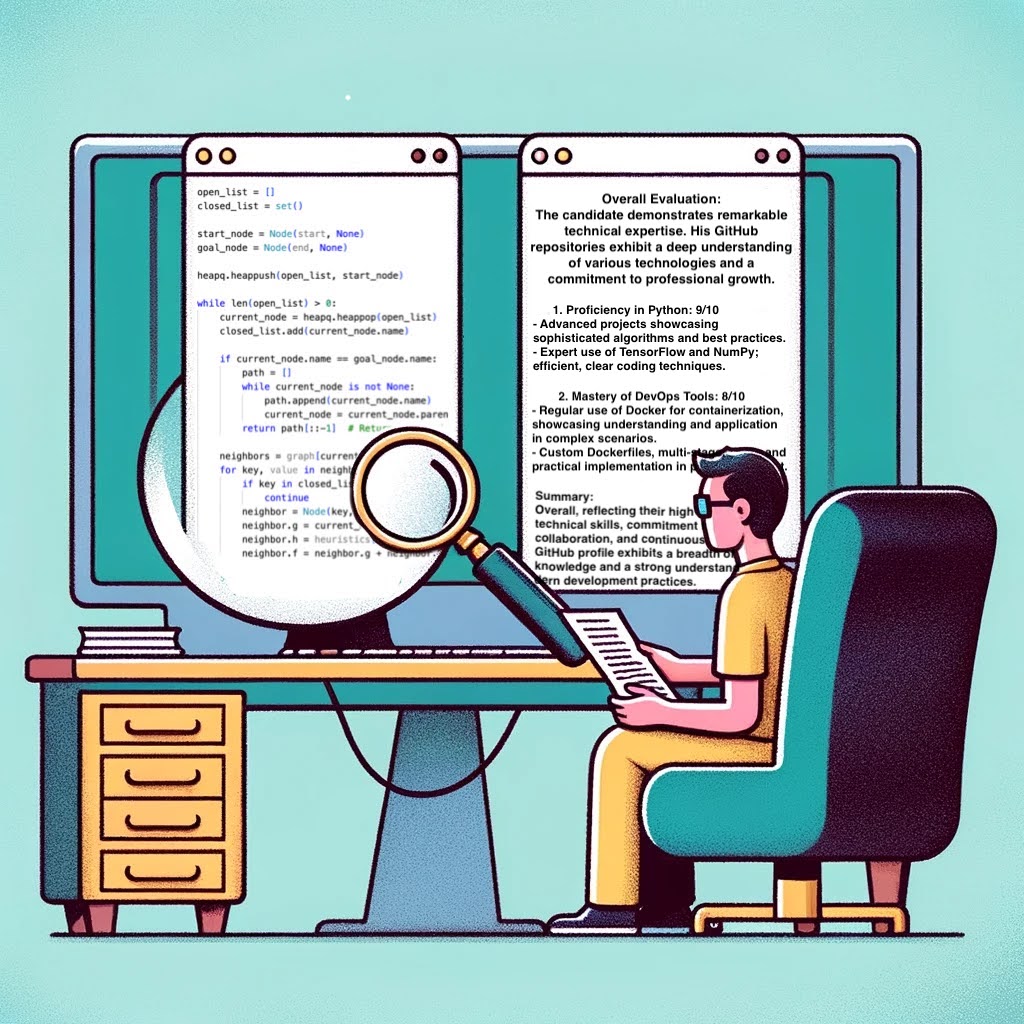 open_list = []
closed_list = set()
start_node = Node(start, None)
goal_node = Node(end, None)
heapq.heappush(open_list, start_node)
while len(open_list) > 0:
current_node = heapq.heappop(open_list)
closed_list.add(current_node.name)
if current_node.name == goal_node.name:
path = []
while current_node is not None:
path.append(current_node.name)
current_node = current_node.paren
return path[::-1] # Retur
neighbors = graph[current
for key, value in neighb
if key in closed_lis
continue
neighbor = Node(key,
neighbor.g = current_
neighbor.h = heuristics
neighbor.f = neighbor.g + neighbor.
Overall Evaluation:
The candidate demonstrates remarkable
technical expertise. His GitHub
repositories exhibit a deep understanding
of various technologies and a
commitment to professional growth.
1. Proficiency in Python: 9/10
- Advanced projects showcasing
sophisticated algorithms and best practices.
- Expert use of TensorFlow and NumPy;
efficient, clear coding techniques.
2. Mastery of DevOps Tools: 8/10
- Regular use of Docker for containerization,
showcasing understanding and application
in complex scenarios.
- Custom Dockerfiles, multi-stage and
practical implementation in p t.
Summary:
Overall, reflecting their high
technical skills, commitment
collaboration, and continuous
GitHub profile exhibits a breadth of
knowledge and a strong understand
dern development practices.